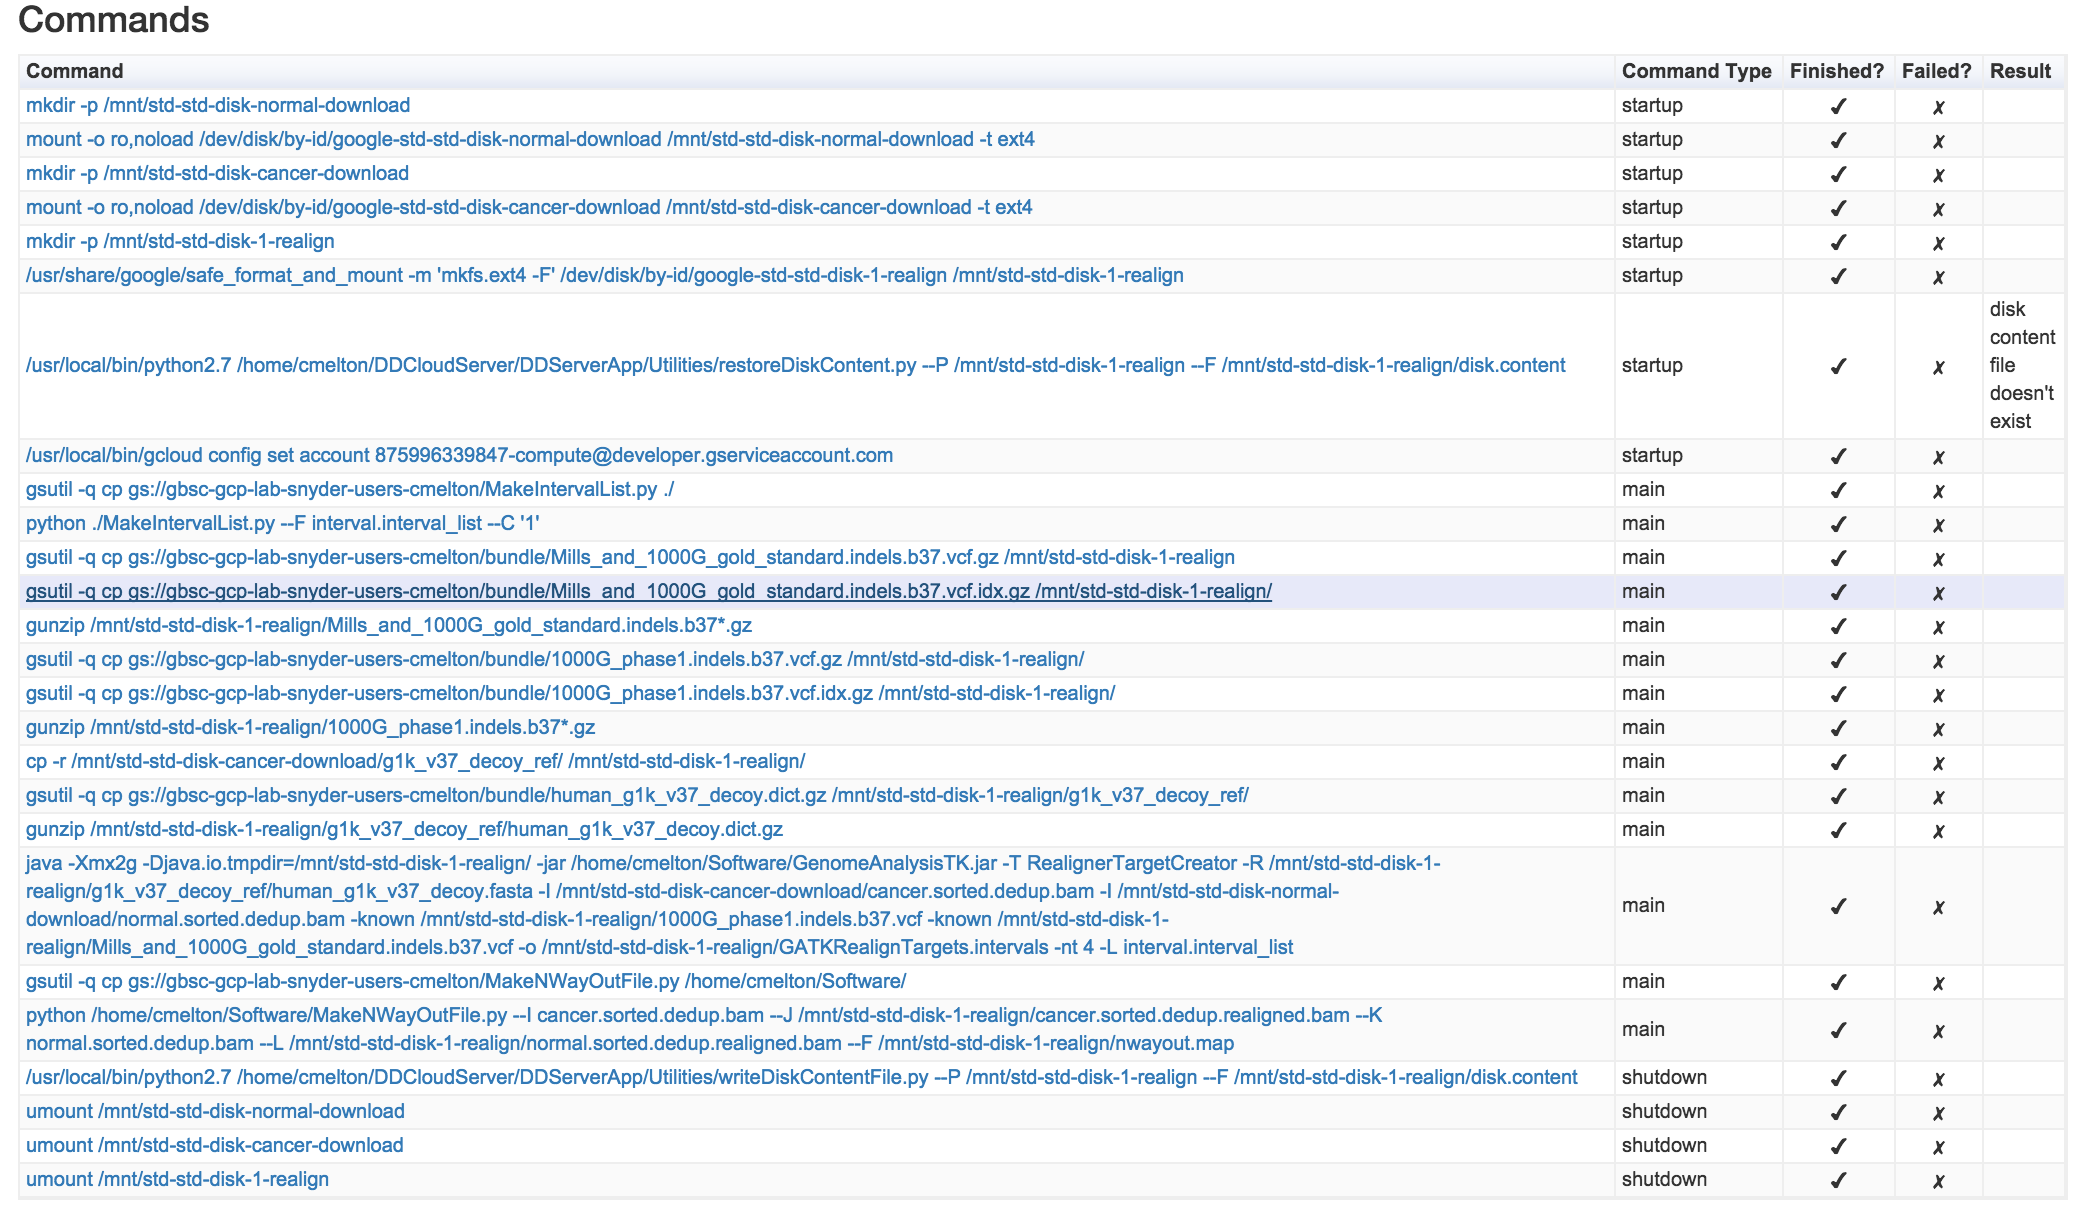 Commands
Command Command Type Finished? Failed? Result
mkdir -p /mnt/std-std-disk-normal-download startup ✔ ✗
mount -o ro,noload /dev/disk/by-id/google-std-std-disk-normal-download /mnt/std-std-disk-normal-download -t ext4 startup ✔ ✗
mkdir -p /mnt/std-std-disk-cancer-download startup ✔ ✗
mount -o ro,noload /dev/disk/by-id/google-std-std-disk-cancer-download /mnt/std-std-disk-cancer-download -t ext4 startup ✔ ✗
mkdir -p /mnt/std-std-disk-1-realign startup ✔ ✗
/usr/share/google/safe_format_and_mount -m 'mkfs.ext4 -F' /dev/disk/by-id/google-std-std-disk-1-realign /mnt/std-std-disk-1-realign startup ✔ ✗
/usr/local/bin/python2.7 /home/cmelton/DDCloudServer/DDServerApp/Utilities/restoreDiskContent.py --P /mnt/std-std-disk-1-realign --F /mnt/std-std-disk-1-realign/disk.content startup ✔ ✗
disk
content
file
doesn't
exist
/usr/local/bin/gcloud config set account 875996339847-compute@developer.gserviceaccount.com startup ✔ ✗
gsutil -q cp gs://gbsc-gcp-lab-snyder-users-cmelton/MakeIntervalList.py ./ main ✔ ✗
python ./MakeIntervalList.py --F interval.interval_list --C '1' main ✔ ✗
gsutil -q cp gs://gbsc-gcp-lab-snyder-users-cmelton/bundle/Mills_and_1000G_gold_standard.indels.b37.vcf.gz /mnt/std-std-disk-1-realign main ✔ ✗
gsutil -q cp gs://gbsc-gcp-lab-snyder-users-cmelton/bundle/Mills_and_1000G_gold_standard.indels.b37.vcf.idx.gz /mnt/std-std-disk-1-realign/ main ✔ ✗
gunzip /mnt/std-std-disk-1-realign/Mills_and_1000G_gold_standard.indels.b37*.gz main ✔ ✗
gsutil -q cp gs://gbsc-gcp-lab-snyder-users-cmelton/bundle/1000G_phase1.indels.b37.vcf.gz /mnt/std-std-disk-1-realign/ main ✔ ✗
gsutil -q cp gs://gbsc-gcp-lab-snyder-users-cmelton/bundle/1000G_phase1.indels.b37.vcf.idx.gz /mnt/std-std-disk-1-realign/ main ✔ ✗
gunzip /mnt/std-std-disk-1-realign/1000G_phase1.indels.b37*.gz main ✔ ✗
cp -r /mnt/std-std-disk-cancer-download/g1k_v37_decoy_ref/ /mnt/std-std-disk-1-realign/ main ✔ ✗
gsutil -q cp gs://gbsc-gcp-lab-snyder-users-cmelton/bundle/human_g1k_v37_decoy.dict.gz /mnt/std-std-disk-1-realign/g1k_v37_decoy_ref/ main ✔ ✗
gunzip /mnt/std-std-disk-1-realign/g1k_v37_decoy_ref/human_g1k_v37_decoy.dict.gz main ✔ ✗
java -Xmx2g -Djava.io.tmpdir=/mnt/std-std-disk-1-realign/ -jar /home/cmelton/Software/GenomeAnalysisTK.jar -T RealignerTargetCreator -R /mnt/std-std-disk-1-
realign/g1k_v37_decoy_ref/human_g1k_v37_decoy.fasta -I /mnt/std-std-disk-cancer-download/cancer.sorted.dedup.bam -I /mnt/std-std-disk-normal-
download/normal.sorted.dedup.bam -known /mnt/std-std-disk-1-realign/1000G_phase1.indels.b37.vcf -known /mnt/std-std-disk-1-
realign/Mills_and_1000G_gold_standard.indels.b37.vcf -o /mnt/std-std-disk-1-realign/GATKRealignTargets.intervals -nt 4 -L interval.interval_list
main ✔ ✗
gsutil -q cp gs://gbsc-gcp-lab-snyder-users-cmelton/MakeNWayOutFile.py /home/cmelton/Software/ main ✔ ✗
python /home/cmelton/Software/MakeNWayOutFile.py --I cancer.sorted.dedup.bam --J /mnt/std-std-disk-1-realign/cancer.sorted.dedup.realigned.bam --K
normal.sorted.dedup.bam --L /mnt/std-std-disk-1-realign/normal.sorted.dedup.realigned.bam --F /mnt/std-std-disk-1-realign/nwayout.map
main ✔ ✗
/usr/local/bin/python2.7 /home/cmelton/DDCloudServer/DDServerApp/Utilities/writeDiskContentFile.py --P /mnt/std-std-disk-1-realign --F /mnt/std-std-disk-1-realign/disk.content shutdown ✔ ✗
umount /mnt/std-std-disk-normal-download shutdown ✔ ✗
umount /mnt/std-std-disk-cancer-download shutdown ✔ ✗
umount /mnt/std-std-disk-1-realign shutdown ✔ ✗